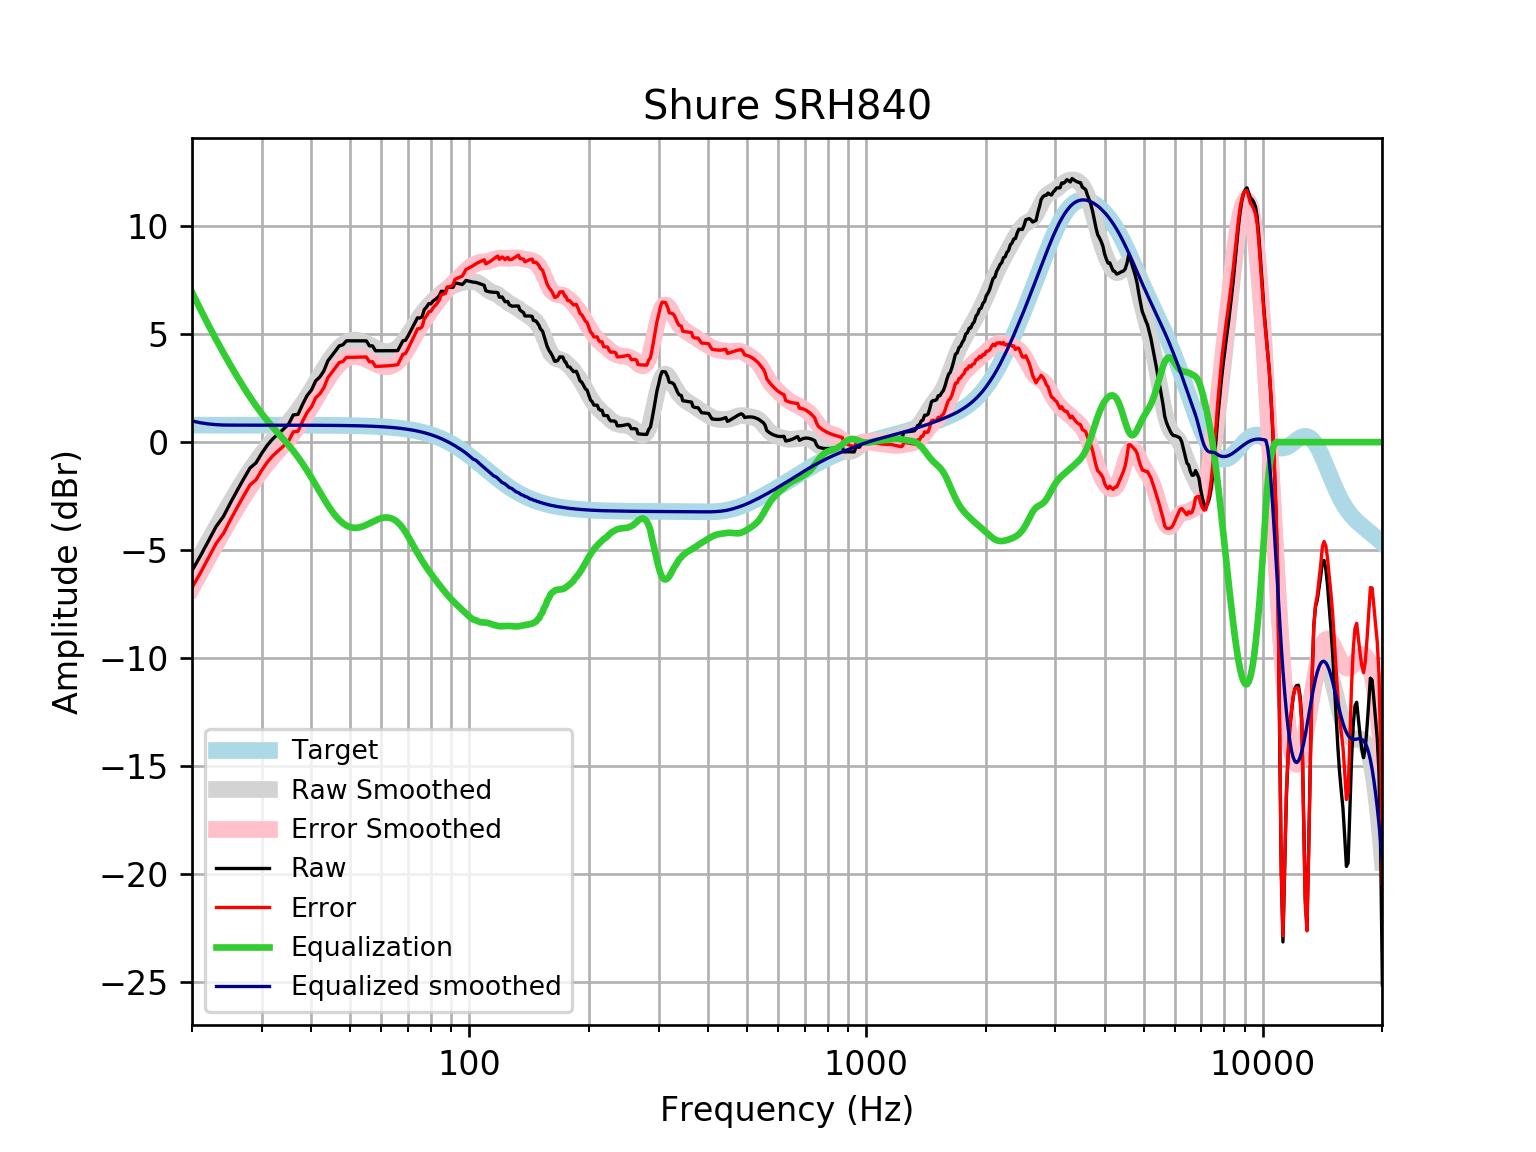 Shure SRH840
10
5
0
−5
−10
−15
−20
−25
Amplitude (dBr)
Target
Raw Smoothed
Error Smoothed
Raw
Error
Equalization
Equalized smoothed
100 1000 10000
Frequency (Hz)